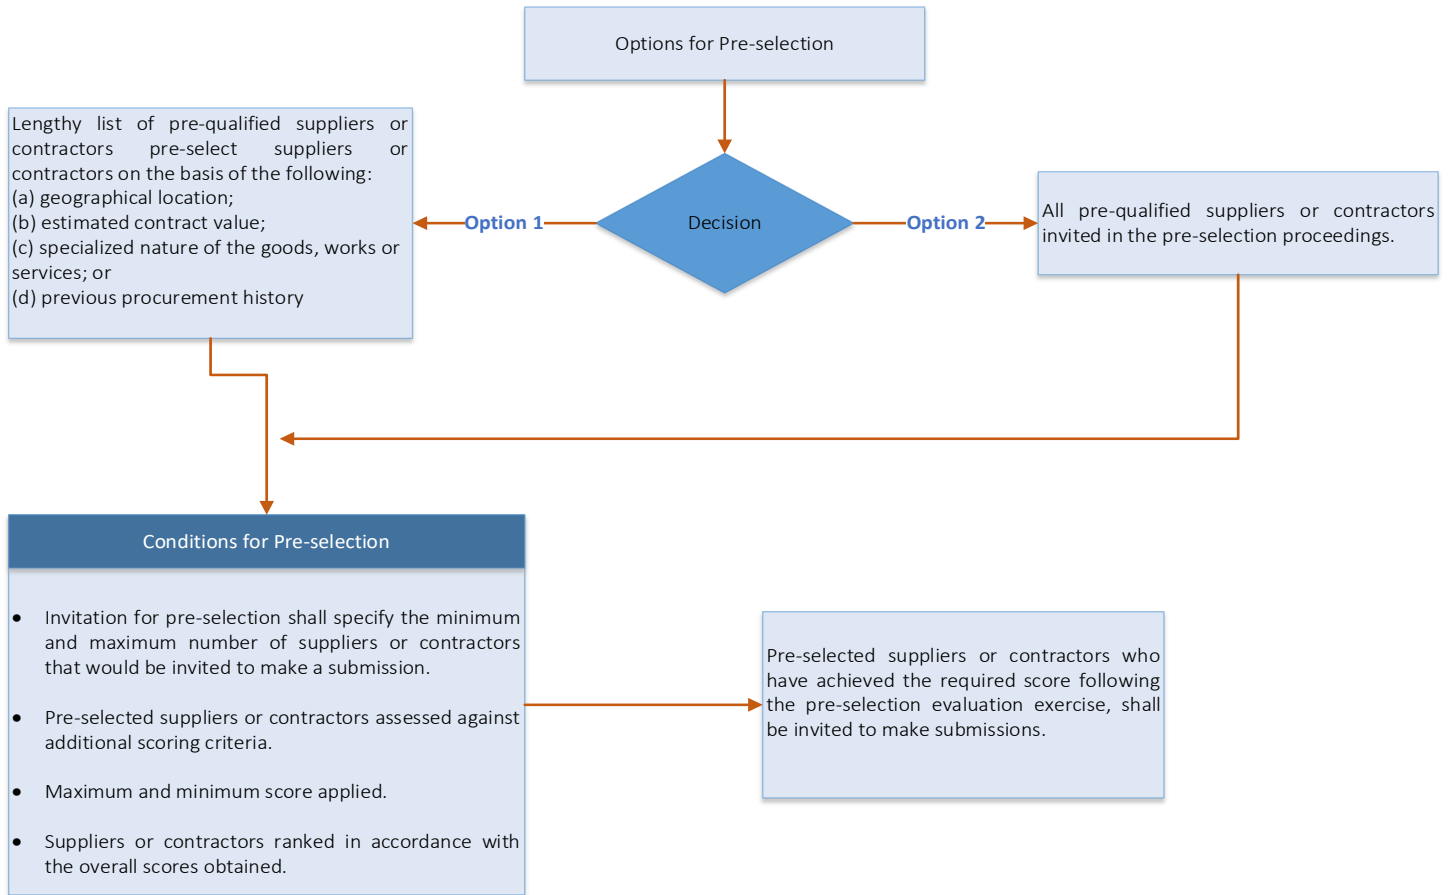 Options for Pre-selection
Lengthy list of pre-qualified suppliers or
contractors pre-select suppliers or
contractors on the basis of the following:
(a) geographical location;
(b) estimated contract value;
(c) specialized nature of the goods, works or
services; or
(d) previous procurement history
Option 1
Decision
Option 2
All pre-qualified suppliers or contractors
invited in the pre-selection proceedings.
Conditions for Pre-selection
• Invitation for pre-selection shall specify the minimum
and maximum number of suppliers or contractors
that would be invited to make a submission.
• Pre-selected suppliers or contractors assessed against
additional scoring criteria.
• Maximum and minimum score applied.
• Suppliers or contractors ranked in accordance with
the overall scores obtained.
Pre-selected suppliers or contractors who
have achieved the required score following
the pre-selection evaluation exercise, shall
be invited to make submissions.